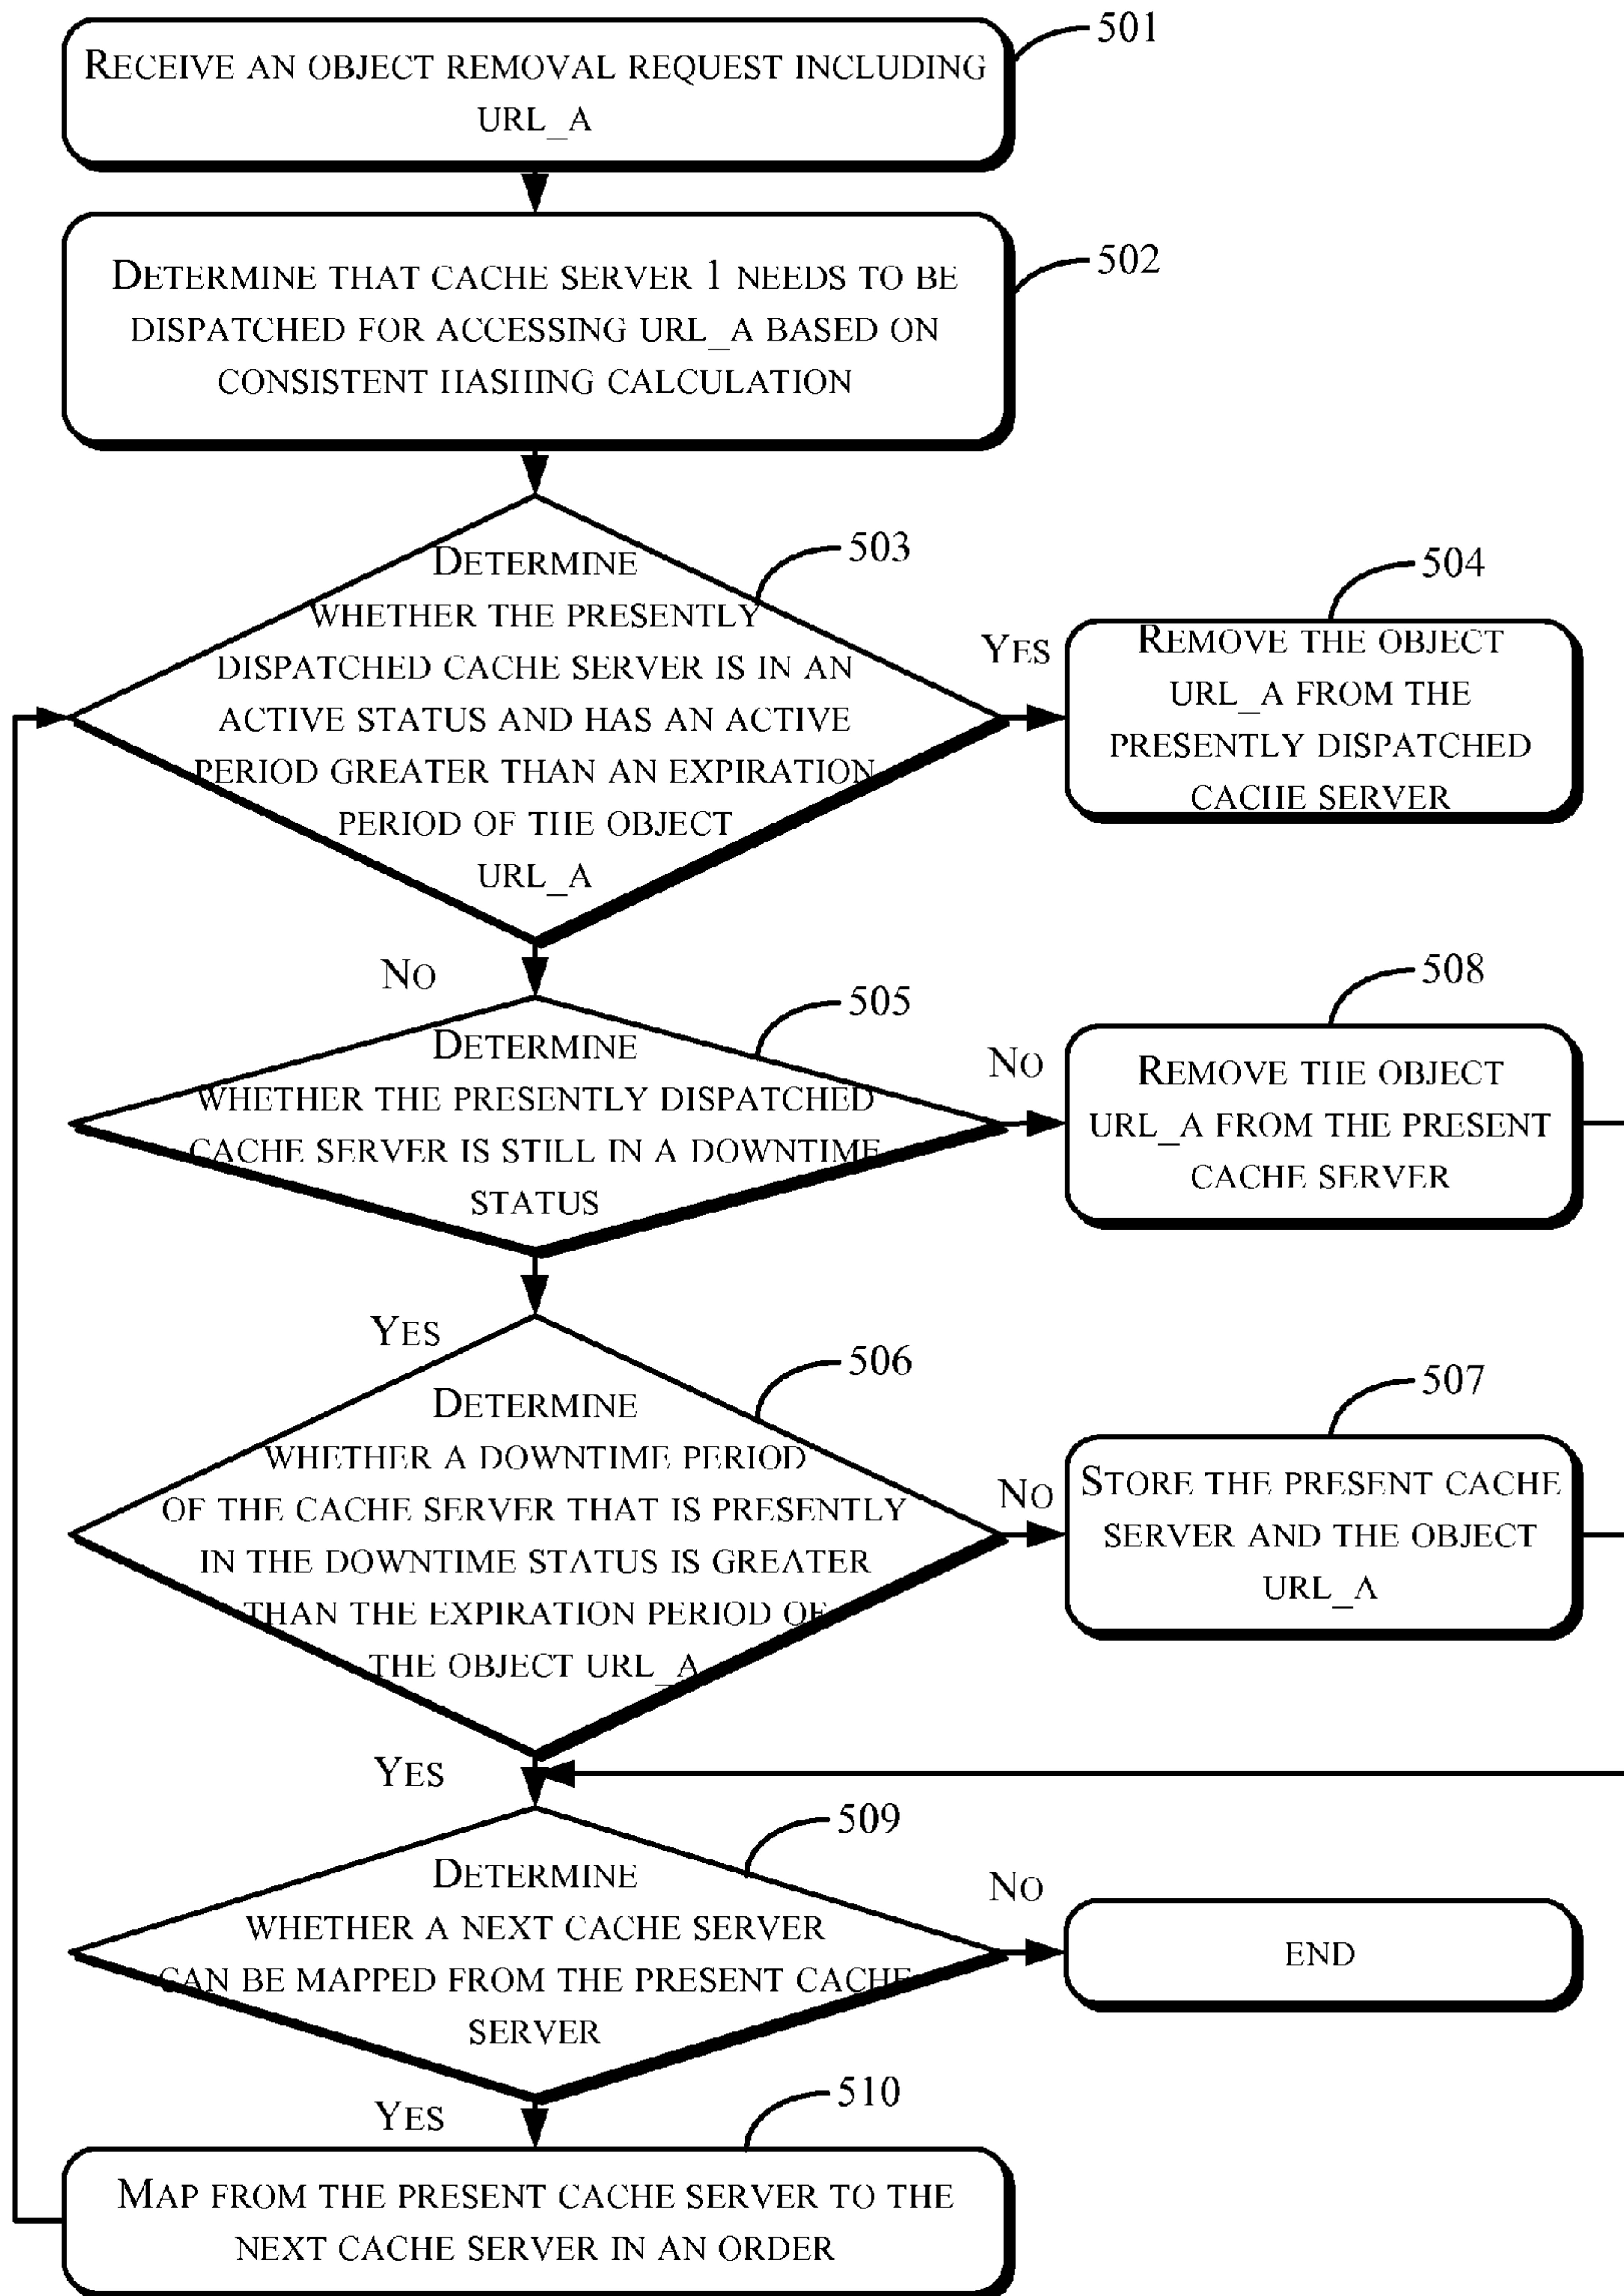 RECEIVE AN OBJECT REMOVAL REQUEST INCLUDING
URL_A
501
DETERMINE THAT CACHE SERVER 1 NEEDS TO BE
DISPATCHED FOR ACCESSING URL_A BASED ON
CONSISTENT HASHING CALCULATION
502
DETERMINE
WHETHER THE PRESENTLY
DISPATCHED CACHE SERVER IS IN AN
ACTIVE STATUS AND HAS AN ACTIVE
PERIOD GREATER THAN AN EXPIRATION
PERIOD OF THE OBJECT
URL_A
503
YES
504
REMOVE THE OBJECT
URL_A FROM THE
PRESENTLY DISPATCHED
CACHE SERVER
NO
DETERMINE
WHETHER THE PRESENTLY DISPATCHED
CACHE SERVER IS STILL IN A DOWNTIME
STATUS
505
NO
508
REMOVE THE OBJECT
URL_A FROM THE PRESENT
CACHE SERVER
YES
DETERMINE
WHETHER A DOWNTIME PERIOD
OF THE CACHE SERVER THAT IS PRESENTLY
IN THE DOWNTIME STATUS IS GREATER
THAN THE EXPIRATION PERIOD OF
THE OBJECT URL_A
506
NO
507
STORE THE PRESENT CACHE
SERVER AND THE OBJECT
URL_A
YES
DETERMINE
WHETHER A NEXT CACHE SERVER
CAN BE MAPPED FROM THE PRESENT CACHE
SERVER
509
NO
END
YES
510
MAP FROM THE PRESENT CACHE SERVER TO THE
NEXT CACHE SERVER IN AN ORDER